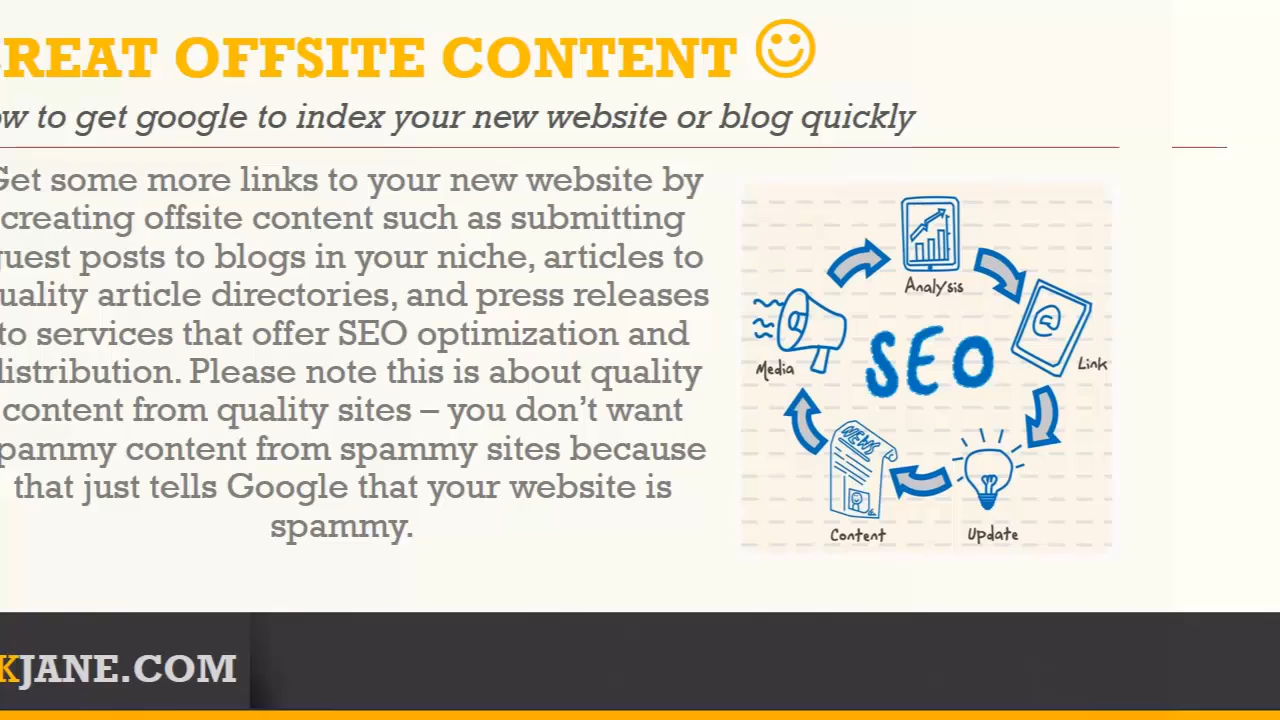 REAT OFFSITE CONTENT
ow to get google to index your new website or blog quickly
Get some more links to your new website by
creating offsite content such as submitting
guest posts to blogs in your niche, articles to
uality article directories, and press releases
to services that offer SEO optimization and
distribution. Please note this is about quality
content from quality sites – you don't want
pammy content from spammy sites because
that just tells Google that your website is
spammy.
Analysis
Media
SEO
@
Link
NEWS
Content
Update
KJANE.COM